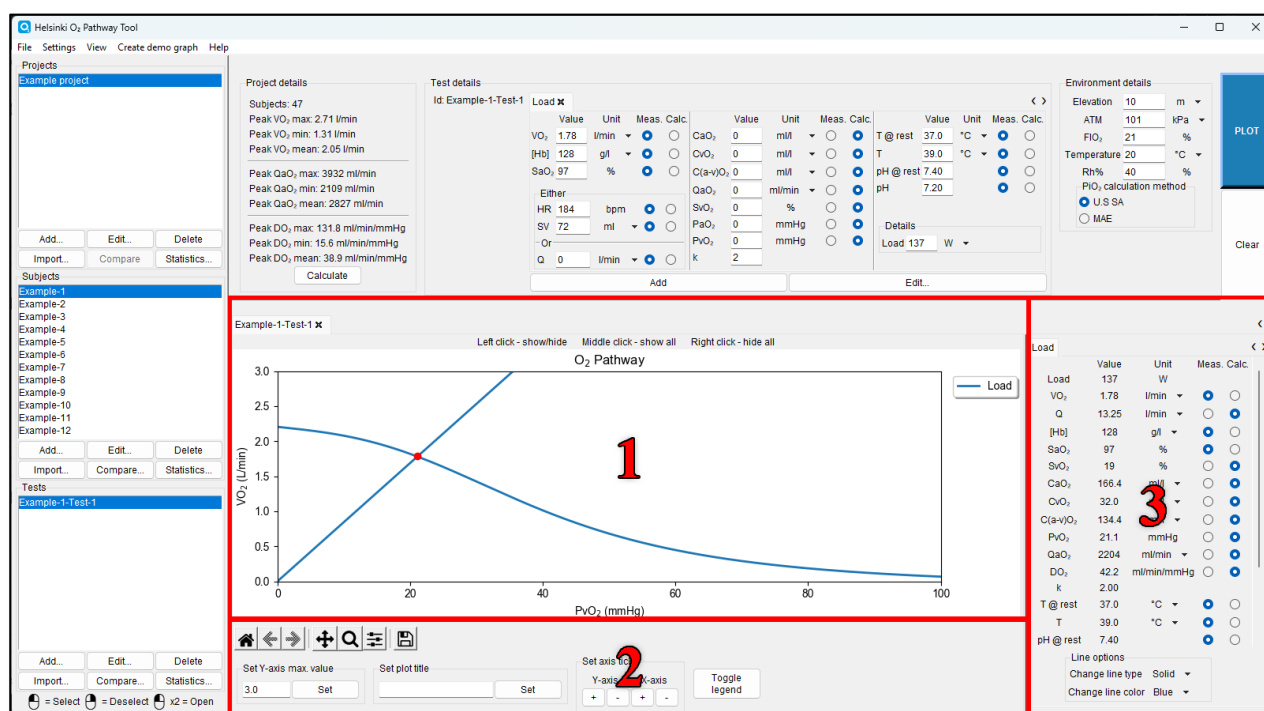 Helsinki O₂ Pathway Tool
File Settings View Create demo graph Help
Projects
Example project
Add... Edit... Delete
Import... Compare Statistics...
Subjects
Example-1
Example-2
Example-3
Example-4
Example-5
Example-6
Example-7
Example-8
Example-9
Example-10
Example-11
Example-12
Add... Edit... Delete
Import... Compare... Statistics...
Tests
Example-1-Test-1
Add... Edit... Delete
Import... Compare... Statistics...
= Select = Deselect x2 = Open
Project details
Subjects: 47
Peak VO₂ max: 2.71 l/min
Peak VO₂ min: 1.31 l/min
Peak VO₂ mean: 2.05 l/min
Peak QaO₂ max: 3932 ml/min
Peak QaO₂ min: 2109 ml/min
Peak QaO₂ mean: 2827 ml/min
Peak DO₂ max: 131.8 ml/min/mmHg
Peak DO₂ min: 15.6 ml/min/mmHg
Peak DO₂ mean: 38.9 ml/min/mmHg
Calculate
Test details
Id: Example-1-Test-1
Load
Value Unit Meas. Calc.
VO₂ 1.78 l/min
[Hb] 128 g/l
SaO₂ 97 %
Either
HR 184 bpm
SV 72 ml
Or
Q 0 l/min
Value Unit Meas. Calc.
CaO₂ 0 ml/l
CvO₂ 0 ml/l
C(a-v)O₂ 0 ml/l
QaO₂ 0 ml/min
SvO₂ 0 %
PaO₂ 0 mmHg
PvO₂ 0 mmHg
k 2
Value Unit Meas. Calc.
T @ rest 37.0 °C
T 39.0 °C
pH @ rest 7.40
pH 7.20
Details
Load 137 W
Add Edit...
Environment details
Elevation 10 m
ATM 101 kPa
FIO₂ 21 %
Temperature 20 °C
Rh% 40 %
PiO₂ calculation method
U.S SA
MAE
PLOT
Clear
Example-1-Test-1
Left click - show/hide Middle click - show all Right click - hide all
O₂ Pathway
Load
VO₂ (L/min)
3.0
2.5
2.0
1.5
1.0
0.5
0.0
0 20 40 60 80 100
PvO₂ (mmHg)
1
Set Y-axis max. value
3.0 Set
Set plot title
Set
Y-axis X-axis
+ - + -
Toggle
legend
2
Load
Value Unit Meas. Calc.
Load 137 W
VO₂ 1.78 l/min
Q 13.25 l/min
[Hb] 128 g/l
SaO₂ 97 %
SvO₂ 19 %
CaO₂ 166.4 ml/l
CvO₂ 32.0
C(a-v)O₂ 134.4
PvO₂ 21.1 mmHg
QaO₂ 2204 ml/min
DO₂ 42.2 ml/min/mmHg
k 2.00
T @ rest 37.0 °C
T 39.0 °C
pH @ rest 7.40
3
Line options
Change line type Solid
Change line color Blue